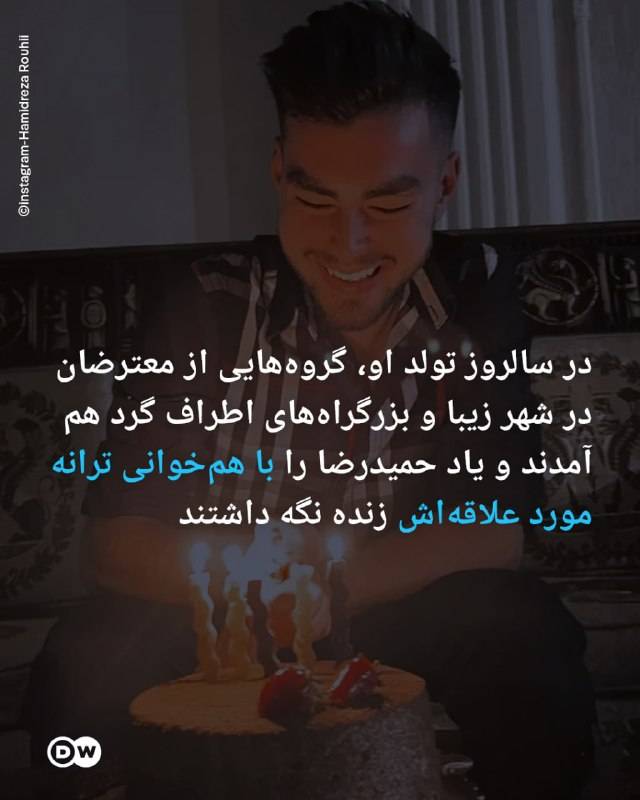 ©Instagram-Hamidreza Rouhii
در سالروز تولد او، گروه‌هایی از معترضان
در شهر زیبا و بزرگراه‌های اطراف گرد هم
آمدند و یاد حمیدرضا را با هم‌خوانی ترانه
مورد علاقه‌اش زنده نگه داشتند
DW